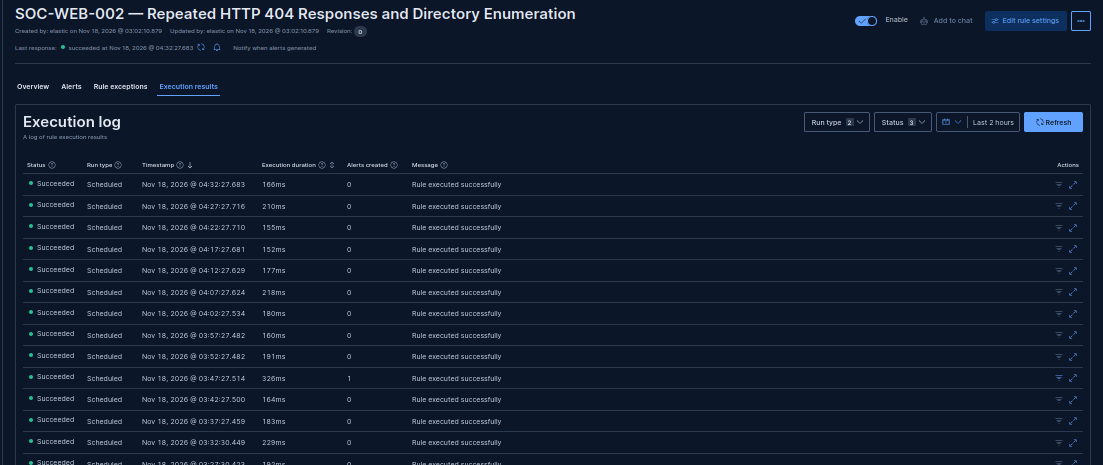 SOC-WEB-002 — Repeated HTTP 404 Responses and Directory Enumeration
Created by: elastic on Nov 18, 2026 @ 03:02:10.879 Updated by: elastic on Nov 18, 2026 @ 03:02:10.879 Revision: 0
Enable Add to chat Edit rule settings
Last response: succeeded at Nov 18, 2026 @ 04:32:27.683 Notify when alerts generated
Overview Alerts Rule exceptions Execution results
Execution log
A log of rule execution results
Run type 2 Status 3 Last 2 hours Refresh
Status Run type Timestamp Execution duration Alerts created Message Actions
Succeeded Scheduled Nov 18, 2026 @ 04:32:27.683 166ms 0 Rule executed successfully
Succeeded Scheduled Nov 18, 2026 @ 04:27:27.716 210ms 0 Rule executed successfully
Succeeded Scheduled Nov 18, 2026 @ 04:22:27.710 155ms 0 Rule executed successfully
Succeeded Scheduled Nov 18, 2026 @ 04:17:27.681 152ms 0 Rule executed successfully
Succeeded Scheduled Nov 18, 2026 @ 04:12:27.629 177ms 0 Rule executed successfully
Succeeded Scheduled Nov 18, 2026 @ 04:07:27.624 218ms 0 Rule executed successfully
Succeeded Scheduled Nov 18, 2026 @ 04:02:27.534 180ms 0 Rule executed successfully
Succeeded Scheduled Nov 18, 2026 @ 03:57:27.482 160ms 0 Rule executed successfully
Succeeded Scheduled Nov 18, 2026 @ 03:52:27.482 191ms 0 Rule executed successfully
Succeeded Scheduled Nov 18, 2026 @ 03:47:27.514 326ms 1 Rule executed successfully
Succeeded Scheduled Nov 18, 2026 @ 03:42:27.500 164ms 0 Rule executed successfully
Succeeded Scheduled Nov 18, 2026 @ 03:37:27.459 183ms 0 Rule executed successfully
Succeeded Scheduled Nov 18, 2026 @ 03:32:30.449 229ms 0 Rule executed successfully
Succeeded Scheduled Nov 18, 2026 @ 0 Rule executed successfully